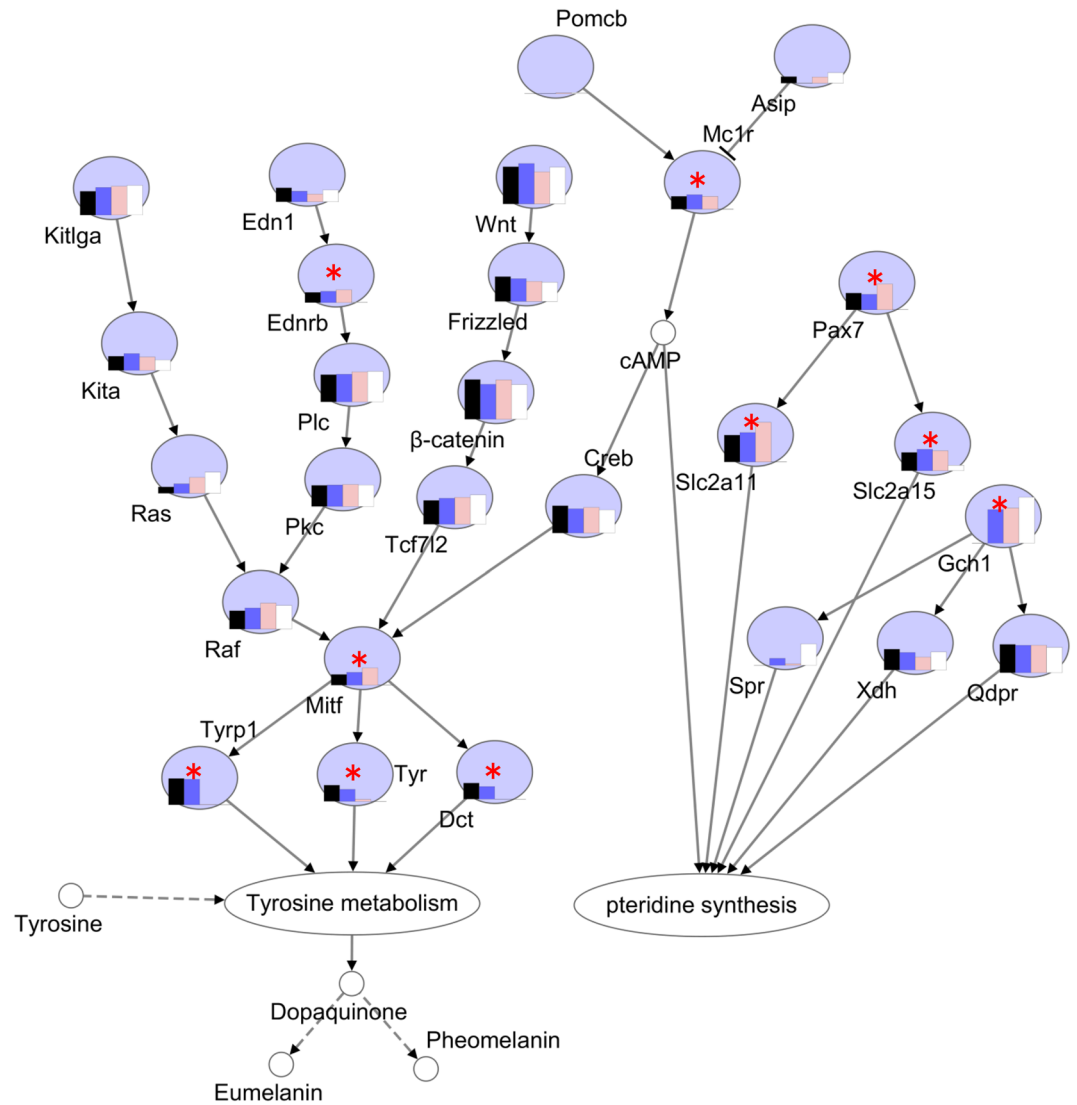 Pomcb
Asip
Mc1r
Kitlga
Edn1
Wnt
*
*
*
Ednrb
Frizzled
Pax7
Kita
cAMP
Plc
β-catenin
*
*
Creb
Slc2a11
Slc2a15
Ras
Pkc
Tcf7l2
*
Gch1
Raf
*
Mitf
Spr
Xdh
Qdpr
Tyrp1
*
*
Tyr
*
Dct
Tyrosine metabolism
pteridine synthesis
Tyrosine
Dopaquinone
Pheomelanin
Eumelanin